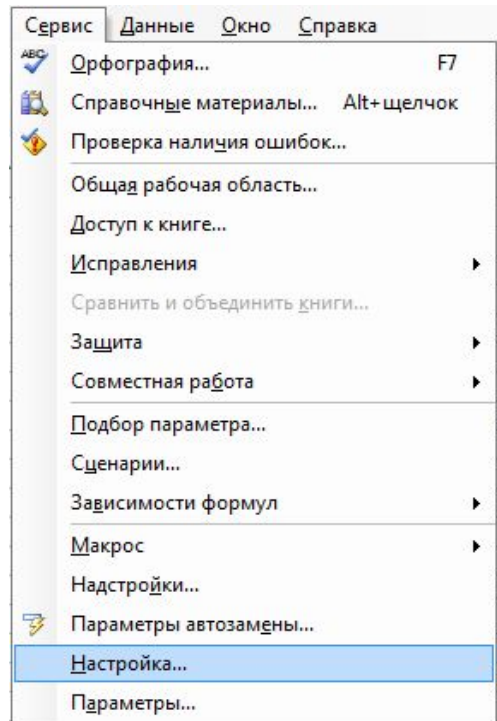 Сервис Данные Окно Справка
ABC
Орфография... F7
Справочные материалы... Alt+щелчок
Проверка наличия ошибок...
Общая рабочая область...
Доступ к книге...
Исправления
Сравнить и объединить книги...
Защита
Совместная работа
Подбор параметра...
Сценарии...
Зависимости формул
Макрос
Надстройки...
Параметры автозамены...
Настройка...
Параметры...